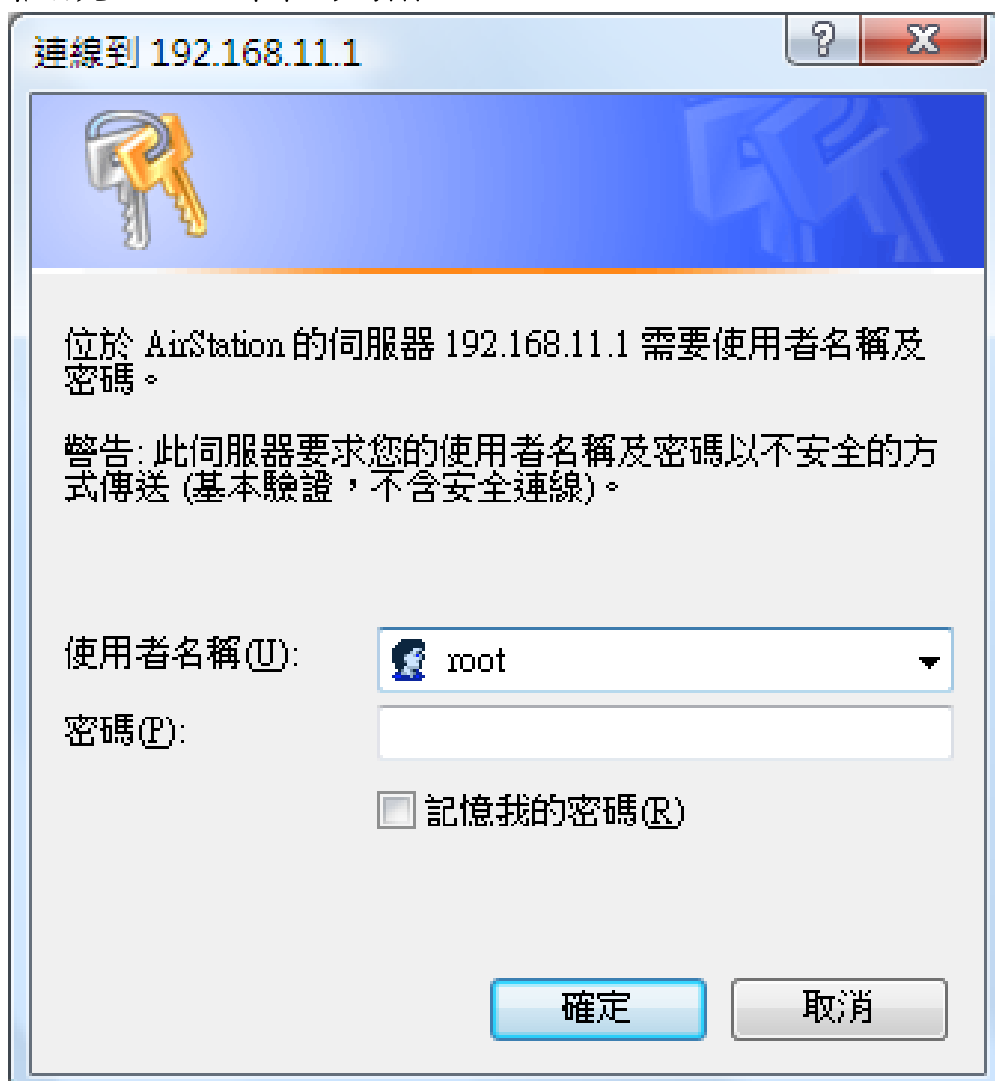 連線到 192.168.11.1
位於 AirStation 的伺服器 192.168.11.1 需要使用者名稱及
密碼。
警告: 此伺服器要求您的使用者名稱及密碼以不安全的方
式傳送 (基本驗證，不含安全連線)。
使用者名稱(U): root
密碼(P):
記憶我的密碼(R)
確定 取消